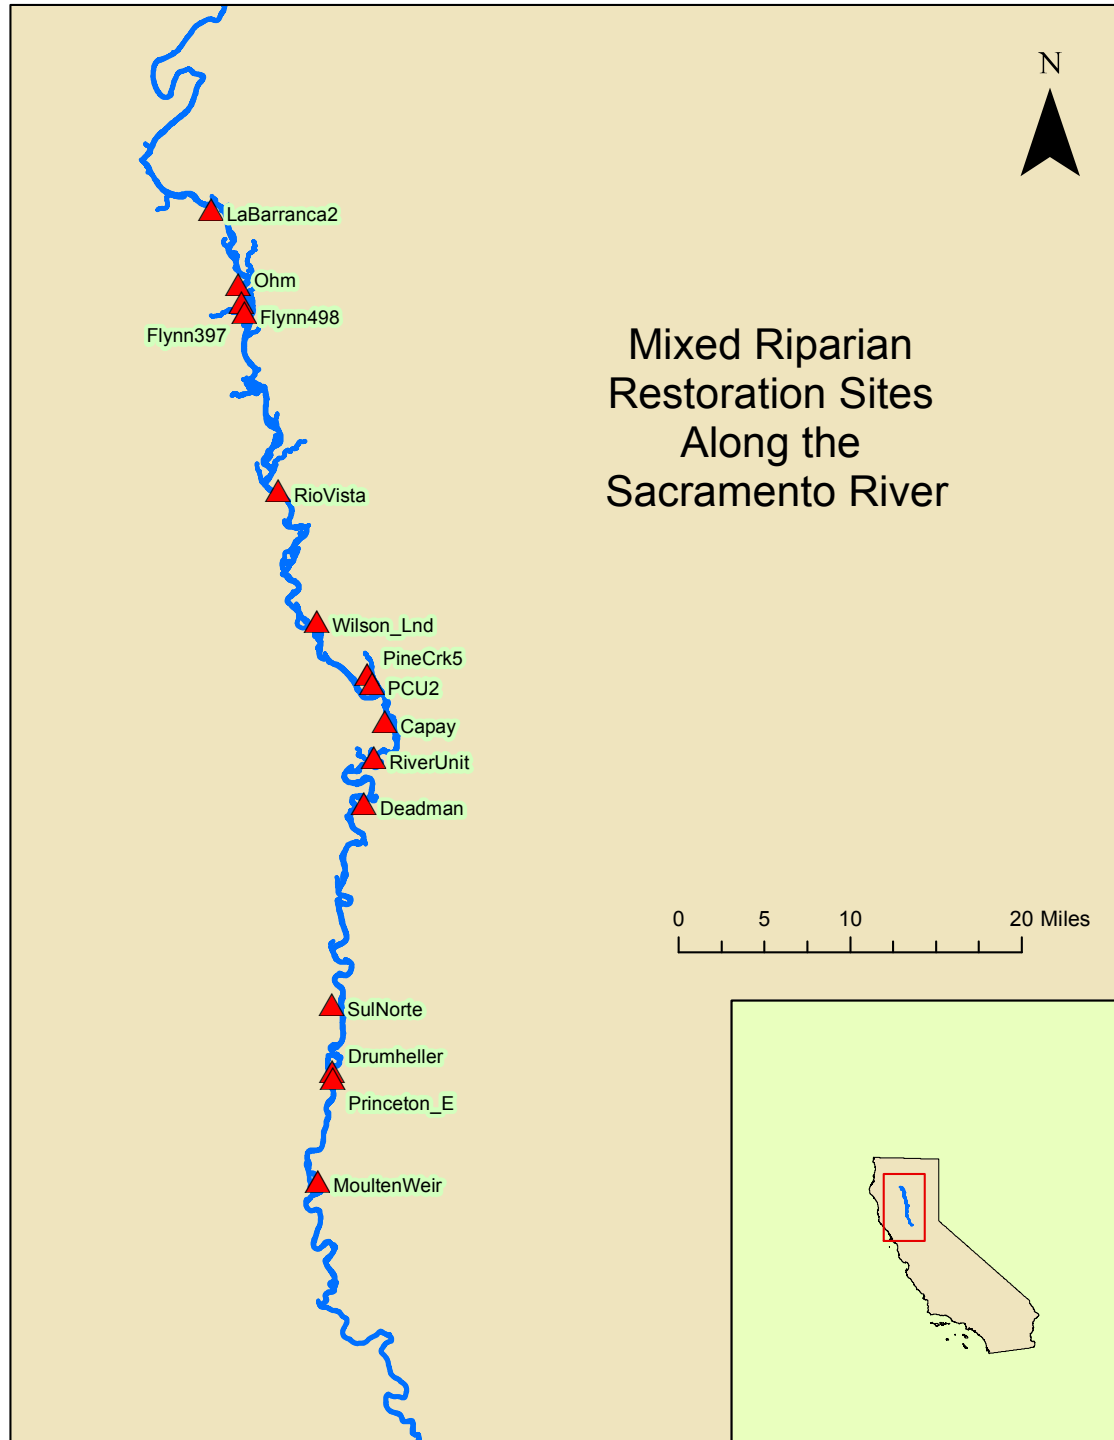 N
LaBarranca2
Ohm
Flynn498
Flynn397
Mixed Riparian
Restoration Sites
Along the
Sacramento River
RioVista
Wilson_Lnd
PineCrk5
PCU2
Capay
RiverUnit
Deadman
0 5 10 20 Miles
SulNorte
Drumheller
Princeton_E
MoultenWeir